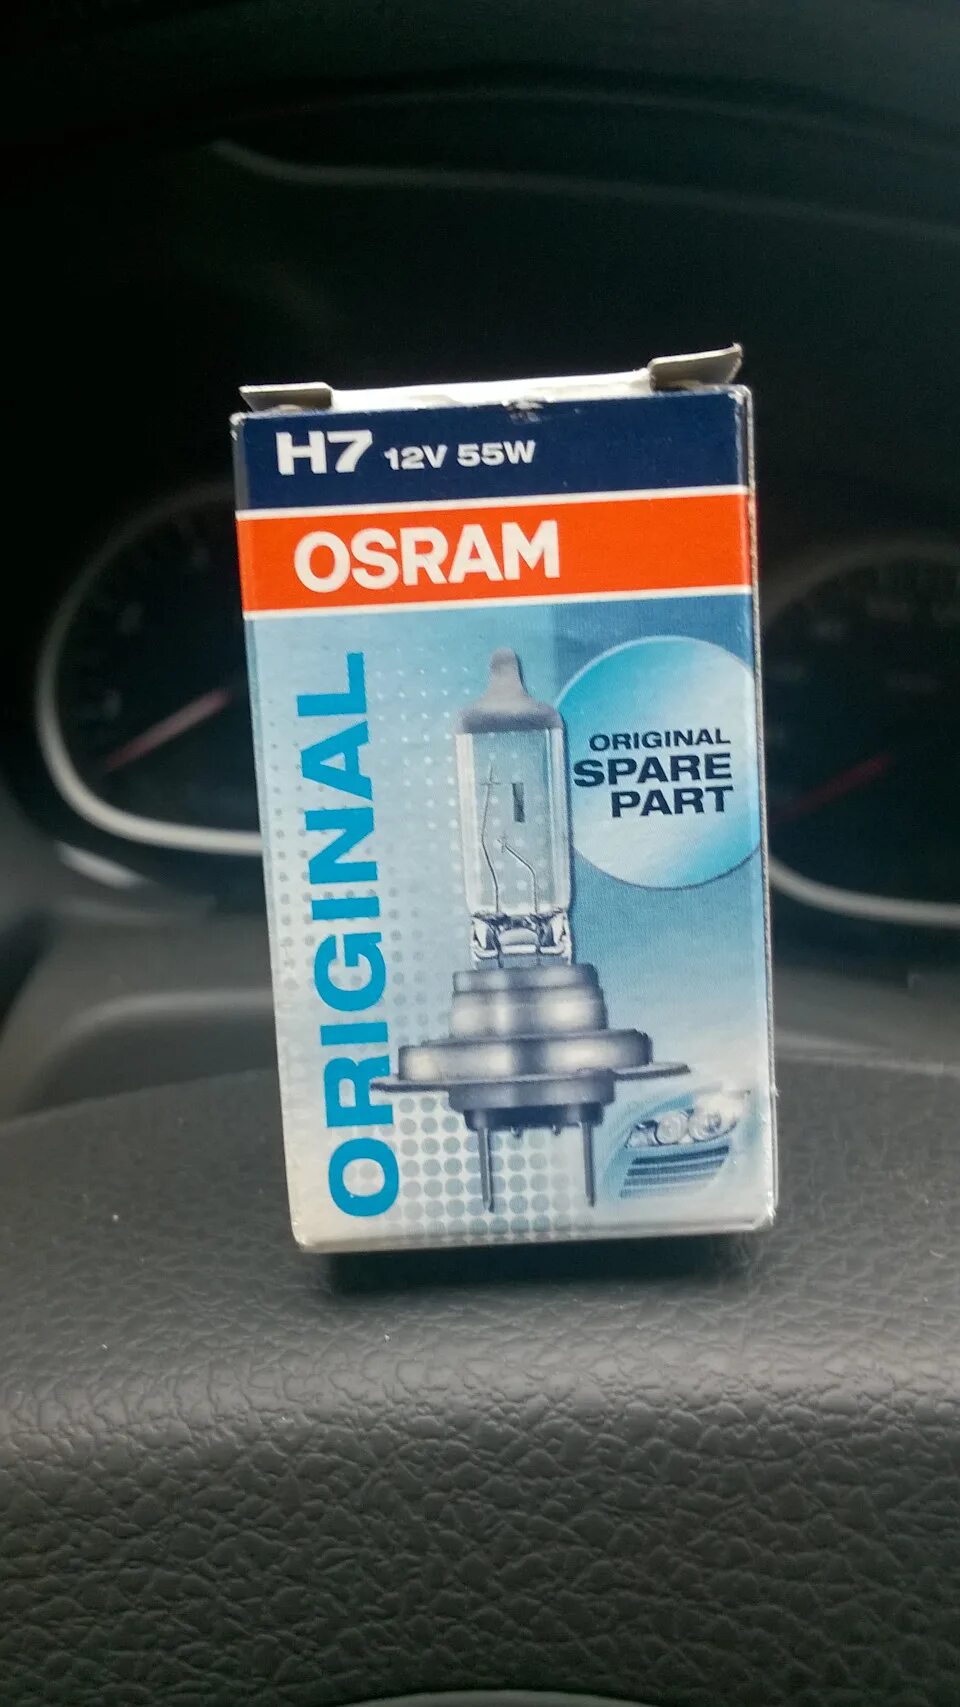 H7 12V 55W
OSRAM
ORIGINAL
ORIGINAL
SPARE
PART